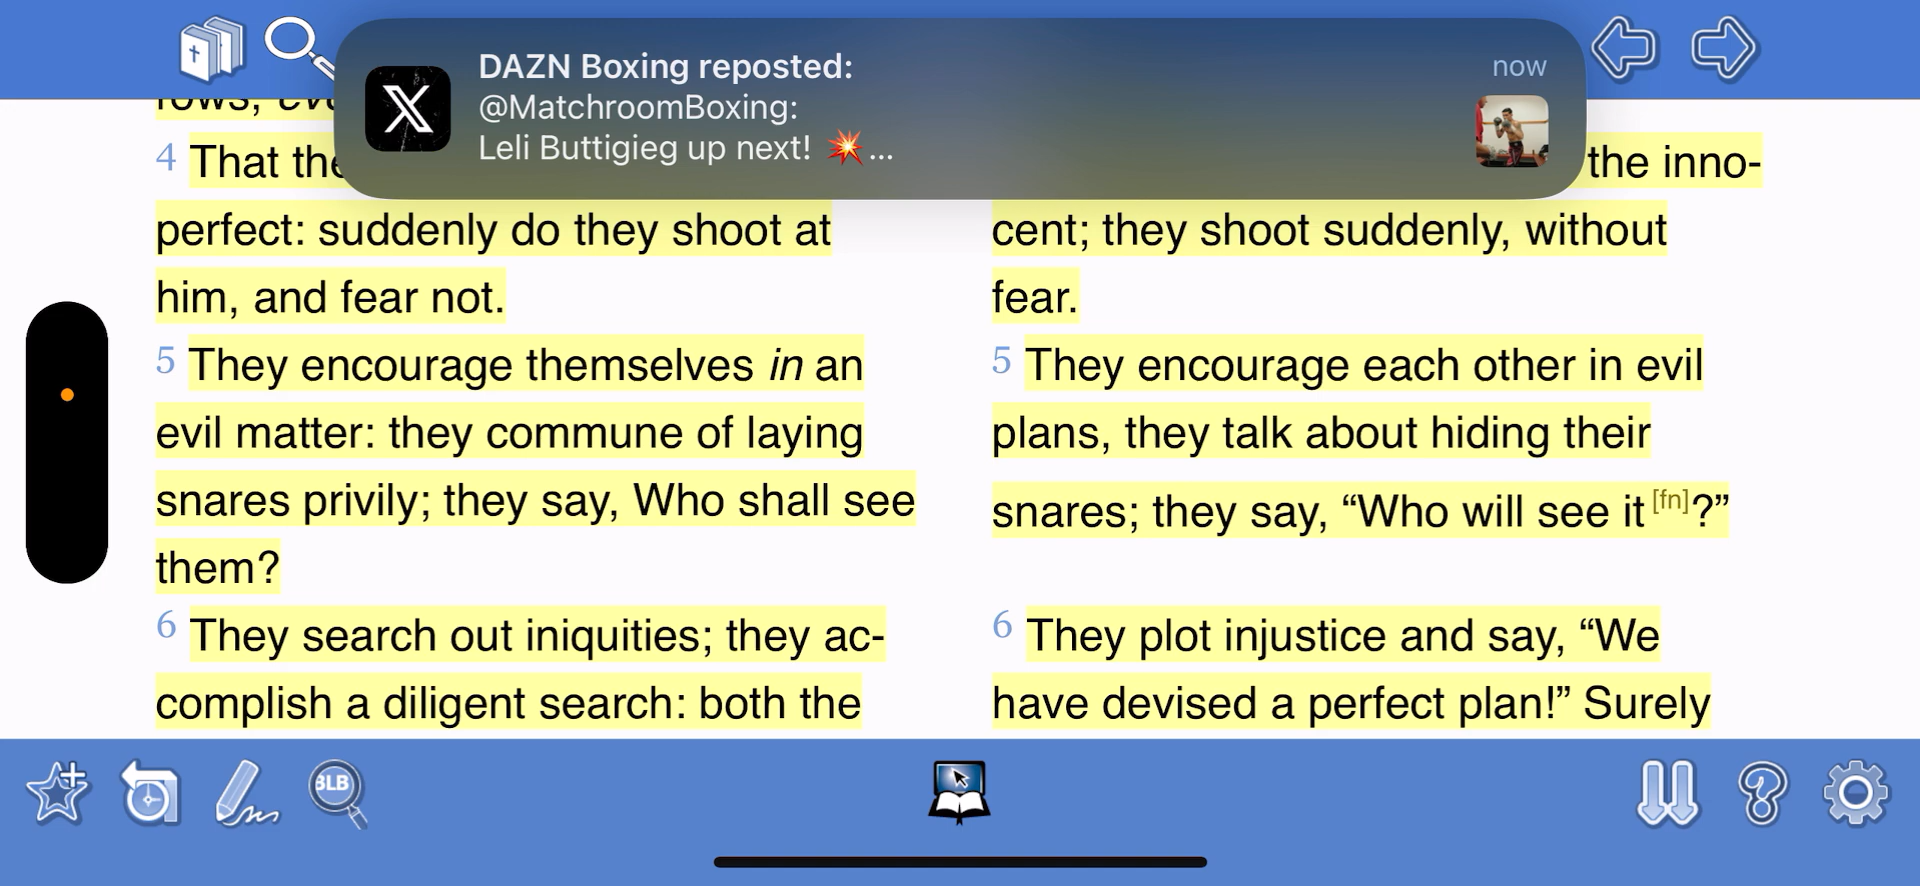 DAZN Boxing reposted:
now
@MatchroomBoxing:
Leli Buttigieg up next! 💥...
rows,
4 That the
perfect: suddenly do they shoot at
him, and fear not.
5 They encourage themselves in an
evil matter: they commune of laying
snares privily; they say, Who shall see
them?
6 They search out iniquities; they ac-
complish a diligent search: both the
the inno-
cent; they shoot suddenly, without
fear.
5 They encourage each other in evil
plans, they talk about hiding their
snares; they say, “Who will see it [fn]?”
6 They plot injustice and say, “We
have devised a perfect plan!” Surely
BLB